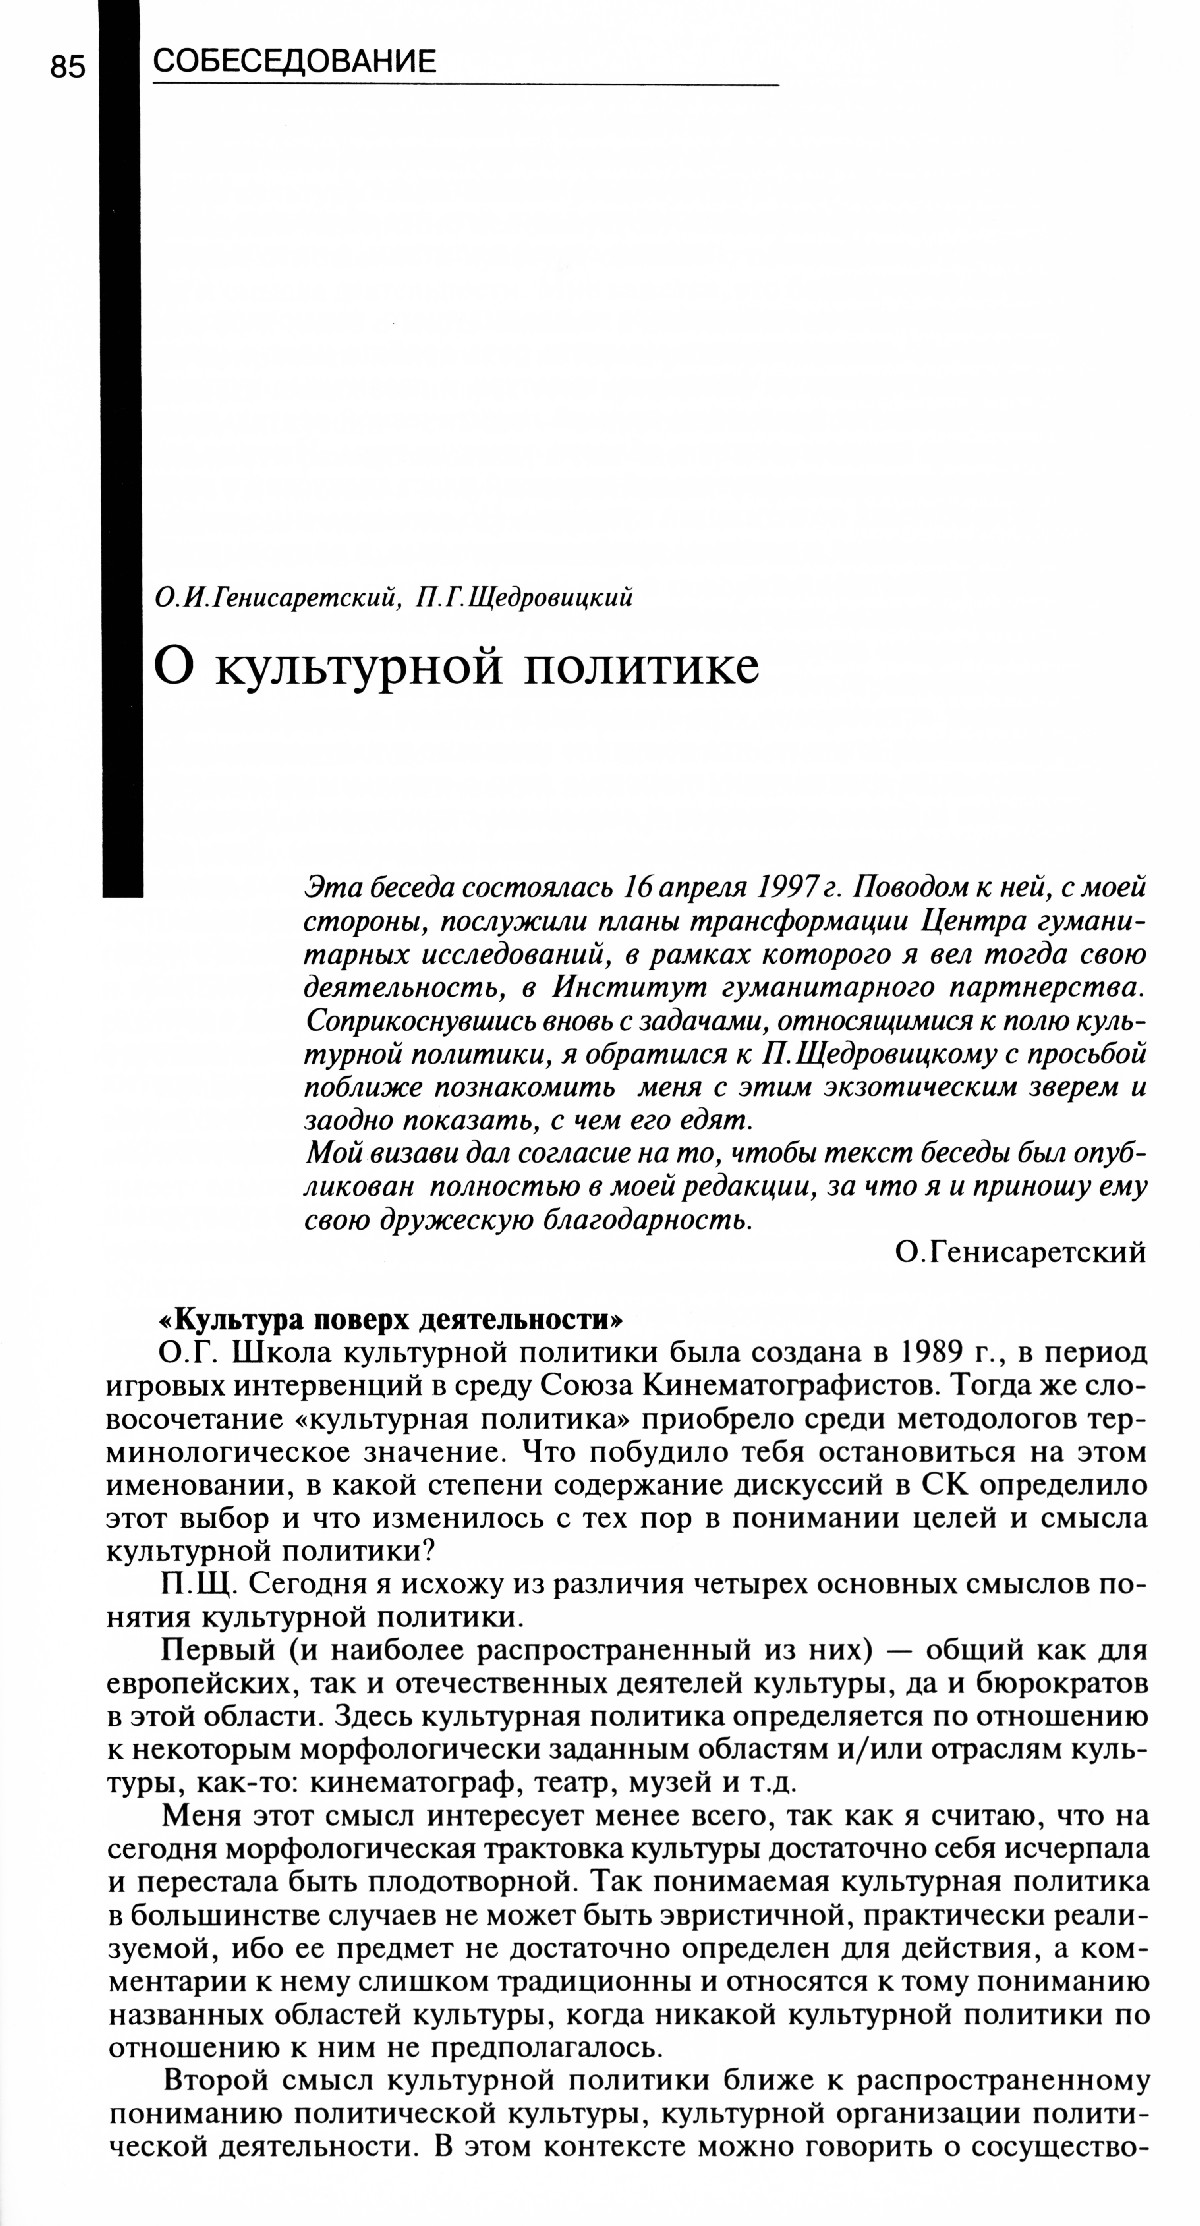 85
СОБЕСЕДОВАНИЕ
О.И.Генисаретский, П.Г.Щедровицкий
О культурной политике
Эта беседа состоялась 16 апреля 1997 г. Поводом к ней, с моей
стороны, послужили планы трансформации Центра гумани-
тарных исследований, в рамках которого я вел тогда свою
деятельность, в Институт гуманитарного партнерства.
Соприкоснувшись вновь с задачами, относящимися к полю куль-
турной политики, я обратился к П.Щедровицкому с просьбой
поближе познакомить меня с этим экзотическим зверем и
заодно показать, с чем его едят.
Мой визави дал согласие на то, чтобы текст беседы был опуб-
ликован полностью в моей редакции, за что я и приношу ему
свою дружескую благодарность.
О.Генисаретский
«Культура поверх деятельности»
О.Г. Школа культурной политики была создана в 1989 г., в период
игровых интервенций в среду Союза Кинематографистов. Тогда же сло-
восочетание «культурная политика» приобрело среди методологов тер-
минологическое значение. Что побудило тебя остановиться на этом
именовании, в какой степени содержание дискуссий в СК определило
этот выбор и что изменилось с тех пор в понимании целей и смысла
культурной политики?
П.Щ. Сегодня я исхожу из различия четырех основных смыслов по-
нятия культурной политики.
Первый (и наиболее распространенный из них) — общий как для
европейских, так и отечественных деятелей культуры, да и бюрократов
в этой области. Здесь культурная политика определяется по отношению
к некоторым морфологически заданным областям и/или отраслям куль-
туры, как-то: кинематограф, театр, музей и т.д.
Меня этот смысл интересует менее всего, так как я считаю, что на
сегодня морфологическая трактовка культуры достаточно себя исчерпала
и перестала быть плодотворной. Так понимаемая культурная политика
в большинстве случаев не может быть эвристичной, практически реали-
зуемой, ибо ее предмет не достаточно определен для действия, а ком-
ментарии к нему слишком традиционны и относятся к тому пониманию
названных областей культуры, когда никакой культурной политики по
отношению к ним не предполагалось.
Второй смысл культурной политики ближе к распространенному
пониманию политической культуры, культурной организации полити-
ческой деятельности. В этом контексте можно говорить о сосущество-